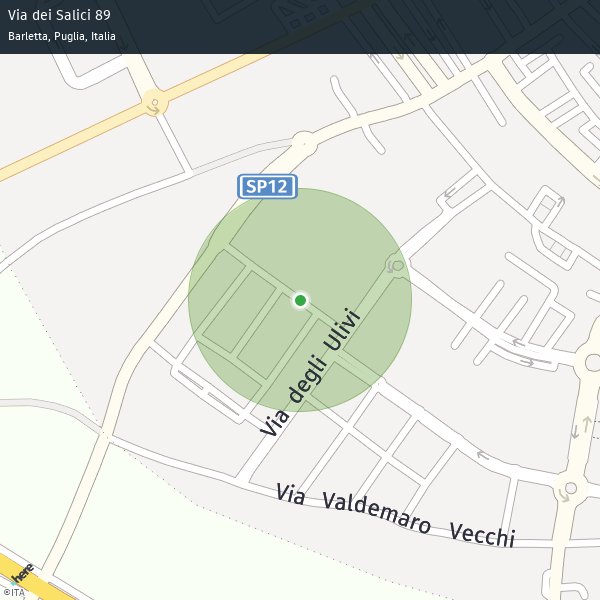 Via dei Salici 89
Barletta, Puglia, Italia
SP12
Via degli Ulivi
Via Valdemaro Vecchi
here
©ITA